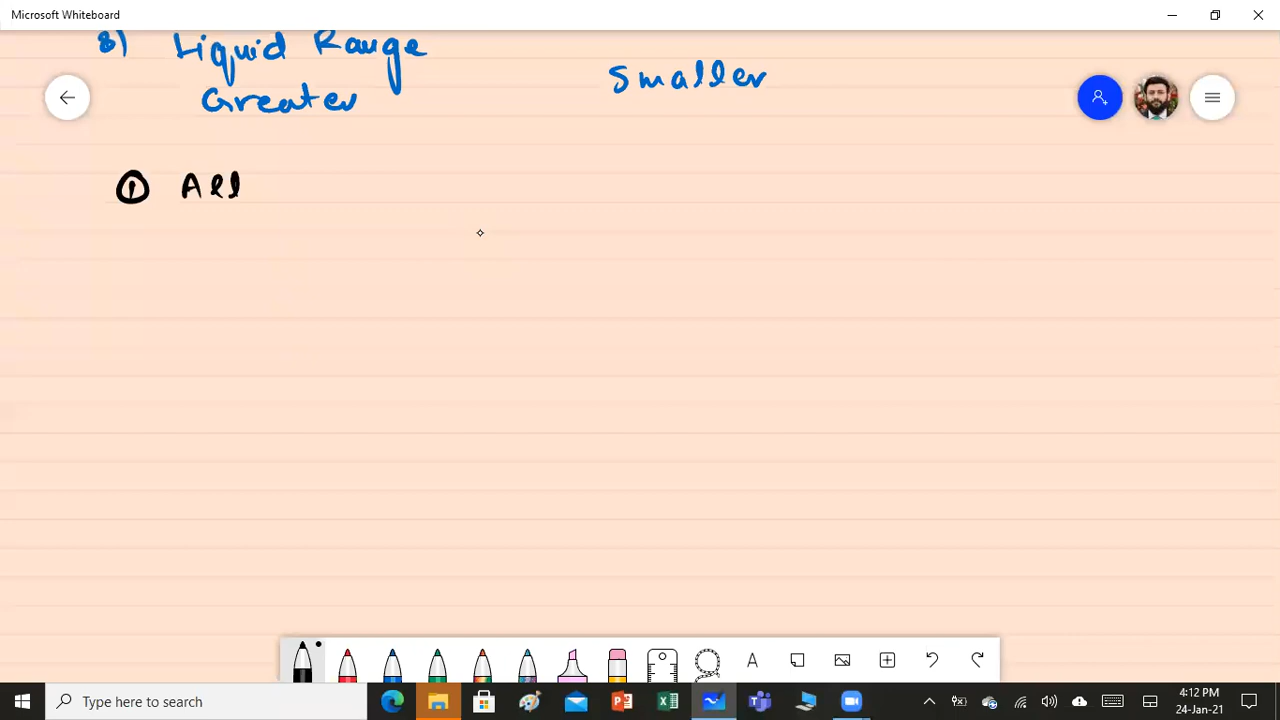 Microsoft Whiteboard
8) Liquid Range
Greater
Smaller
① All
Type here to search
4:12 PM
24-Jan-21